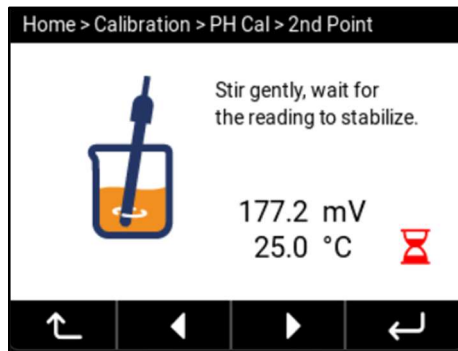 Home > Calibration > PH Cal > 2nd Point
Stir gently, wait for
the reading to stabilize.
177.2 mV
25.0 °C